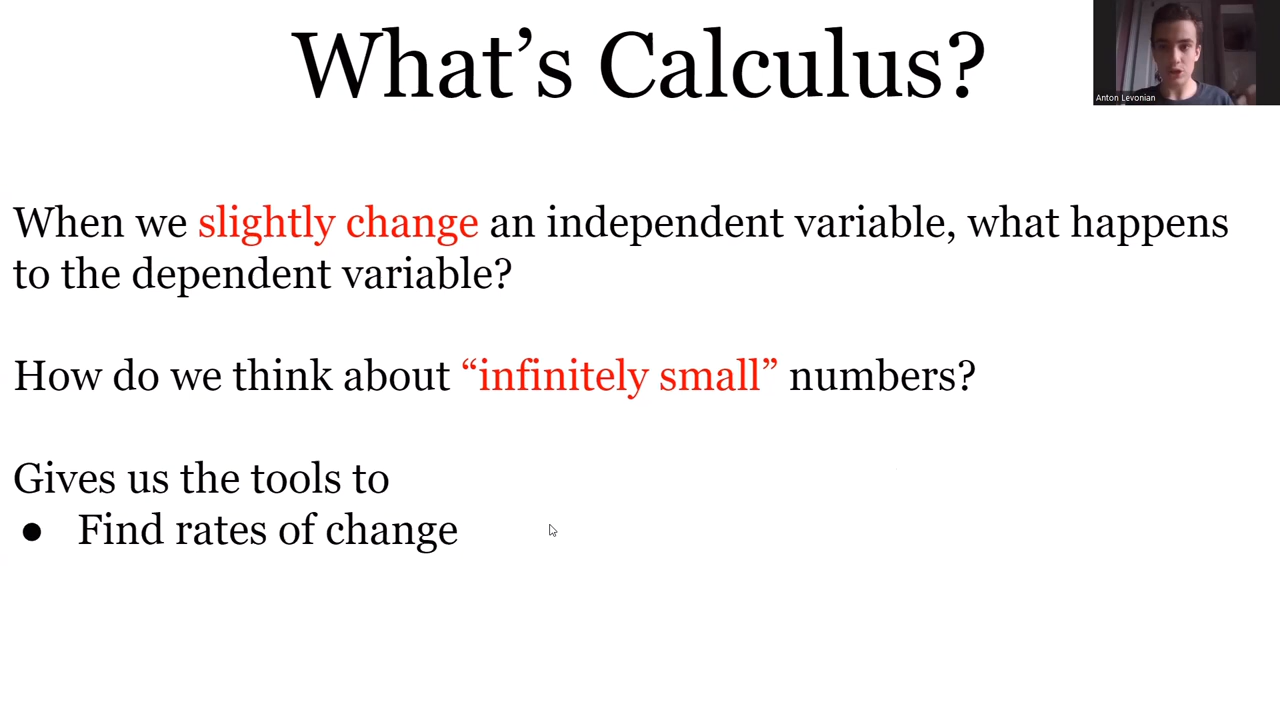 What’s Calculus?
Anton Levonian
When we slightly change an independent variable, what happens
to the dependent variable?
How do we think about “infinitely small” numbers?
Gives us the tools to
● Find rates of change